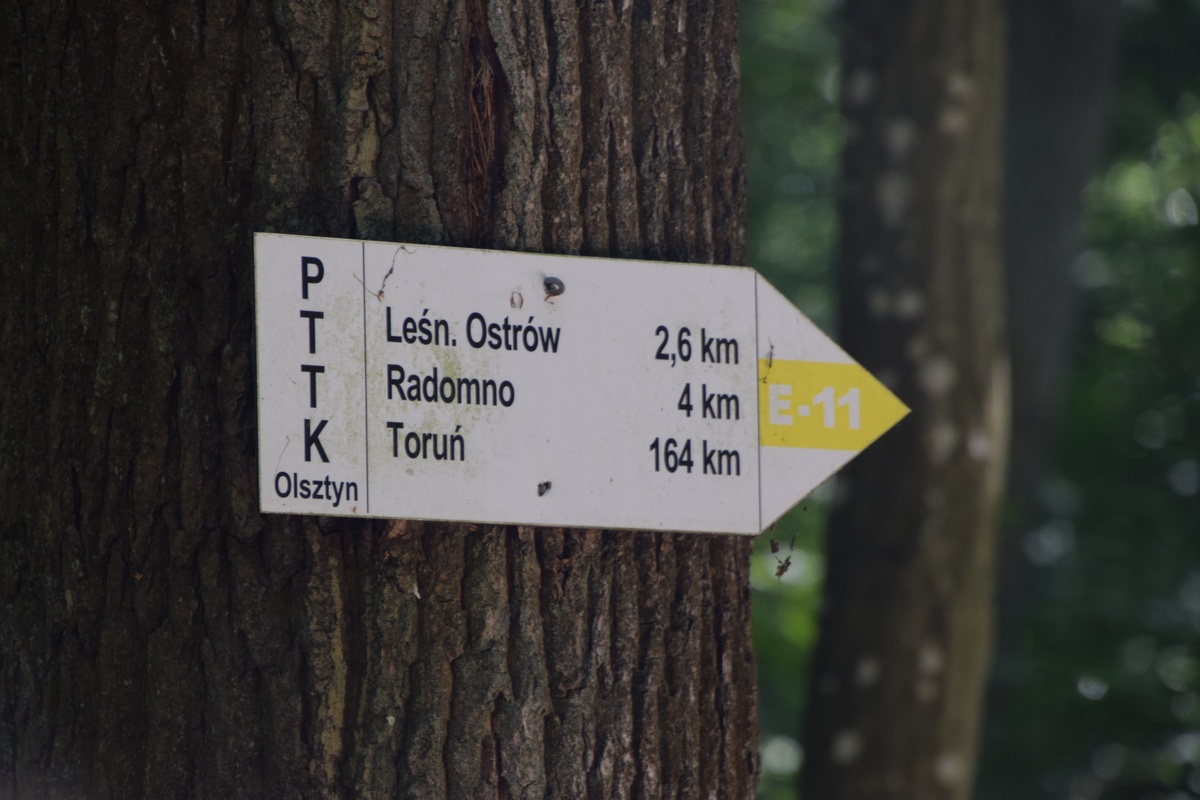 P
T
T
K
Olsztyn
Leśn. Ostrów 2,6 km
Radomno 4 km
Toruń 164 km
E-11